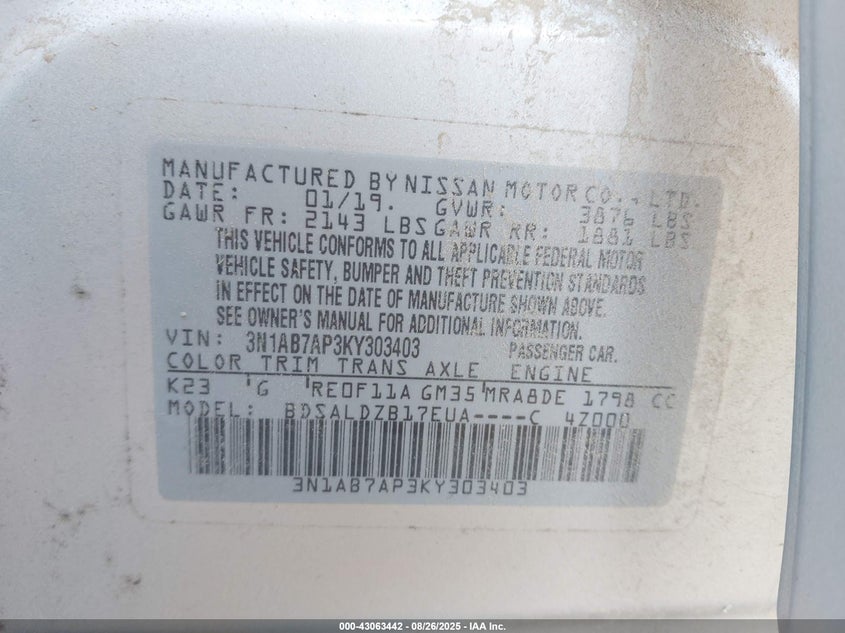 MANUFACTURED BY NISSAN MOTOR CO., LTD.
DATE: 01/19. GVWR: 3876 LBS
GAWR FR: 2143 LBS GAWR RR: 1881 LBS
THIS VEHICLE CONFORMS TO ALL APPLICABLE FEDERAL MOTOR
VEHICLE SAFETY, BUMPER AND THEFT PREVENTION STANDARDS
IN EFFECT ON THE DATE OF MANUFACTURE SHOWN ABOVE.
SEE OWNER'S MANUAL FOR ADDITIONAL INFORMATION.
VIN: 3N1AB7AP3KY303403 PASSENGER CAR.
COLOR TRIM TRANS AXLE ENGINE
K23 G RE0F11A GM35 MRA8DE 1798 CC
MODEL: BDSALDZB17EUA----C 4Z000
3N1AB7AP3KY303403
000-43063442 - 08/26/2025 - IAA Inc.